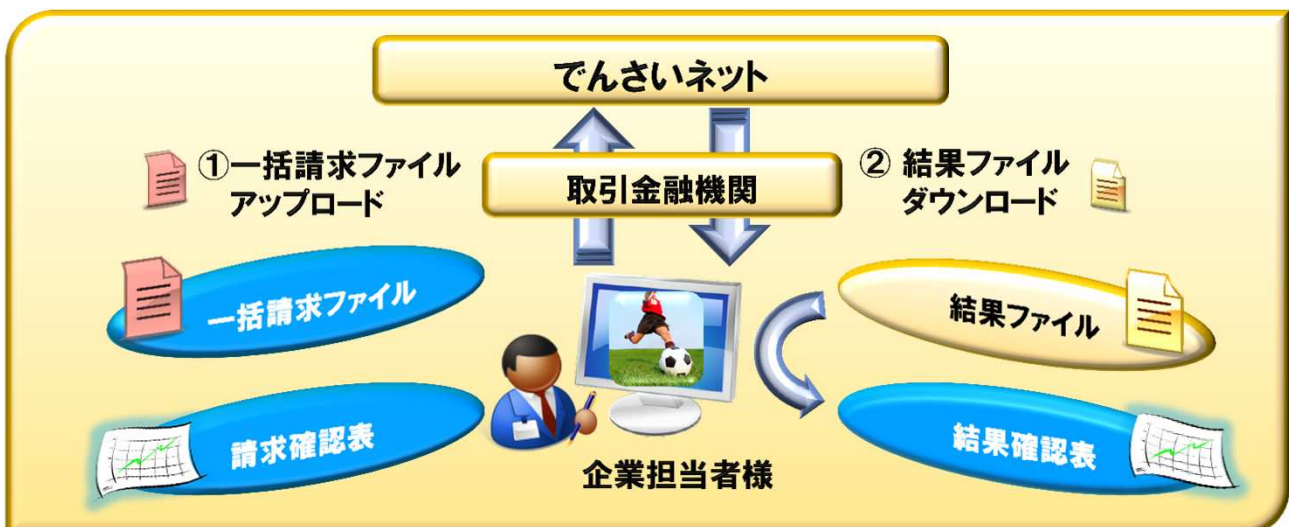 でんさいネット
①一括請求ファイル
アップロード
取引金融機関
② 結果ファイル
ダウンロード
一括請求ファイル
結果ファイル
請求確認表
結果確認表
企業担当者様